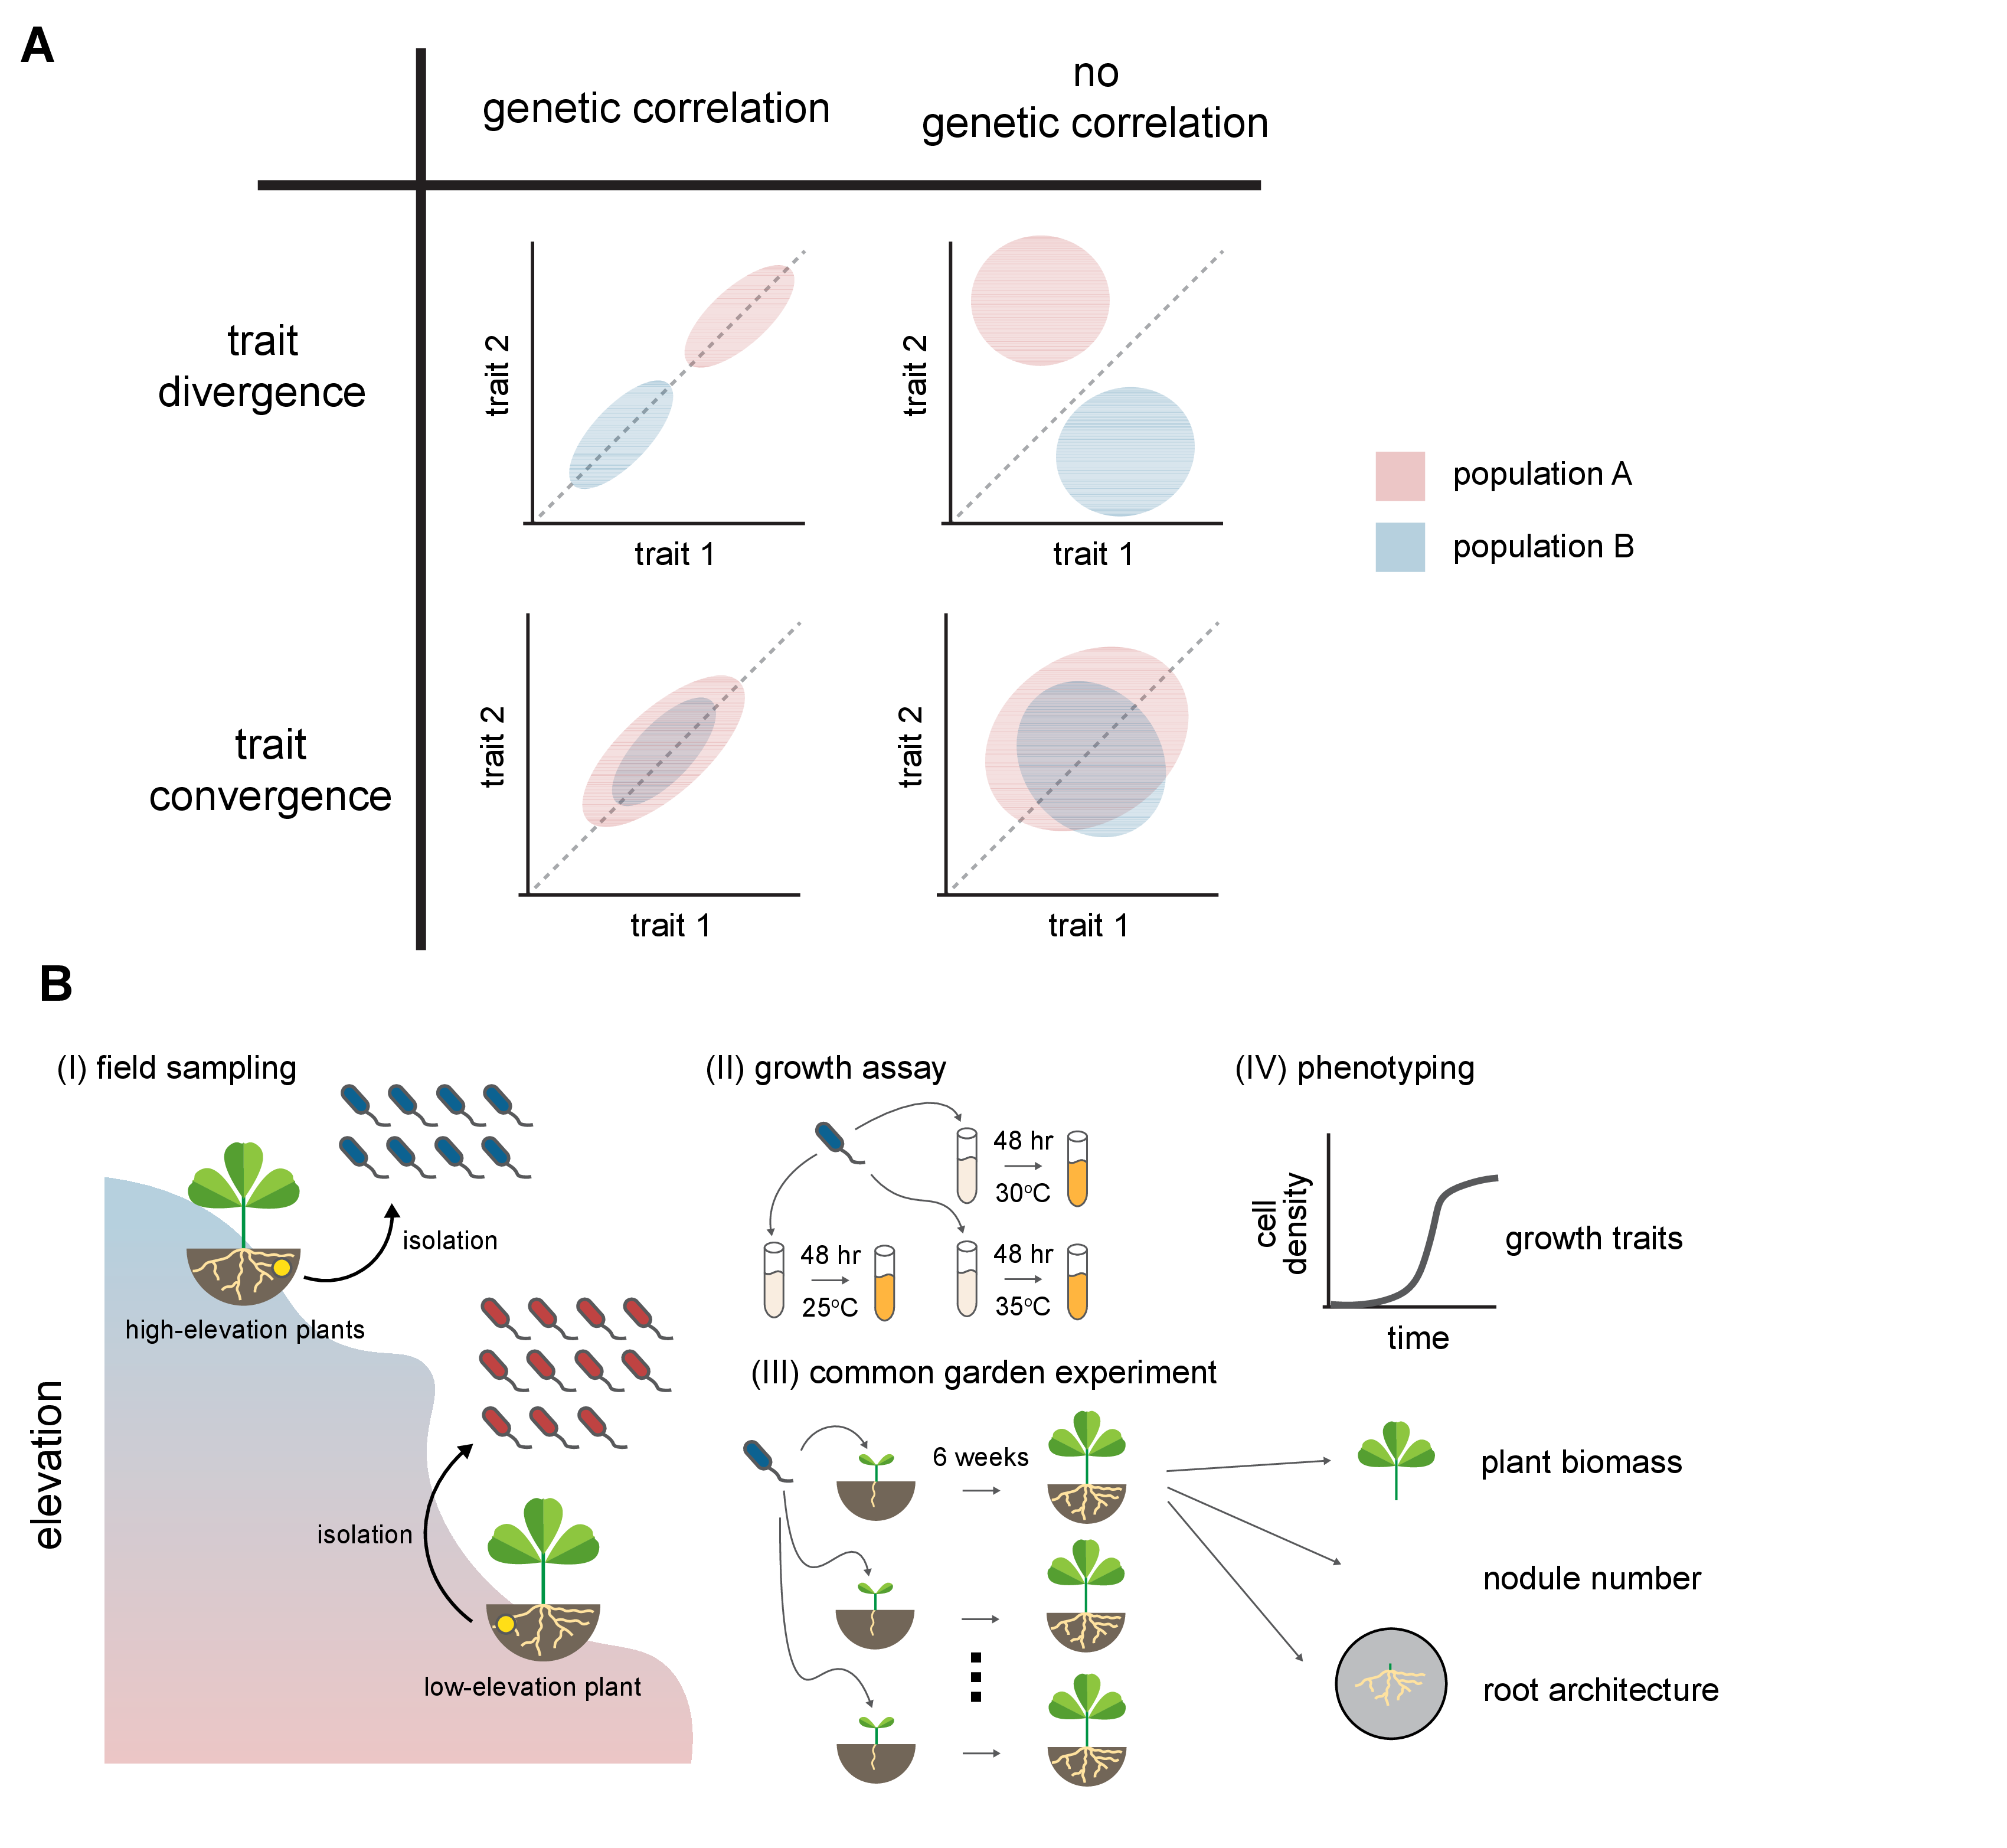 A
genetic correlation
no
genetic correlation
trait
divergence
trait 2
trait 1
trait 2
trait 1
population A
population B
trait
convergence
trait 2
trait 1
trait 2
trait 1
B
(I) field sampling
isolation
high-elevation plants
elevation
isolation
low-elevation plant
(II) growth assay
48 hr
30°C
48 hr
25°C
48 hr
35°C
(III) common garden experiment
6 weeks
(IV) phenotyping
cell
density
time
growth traits
plant biomass
nodule number
root architecture